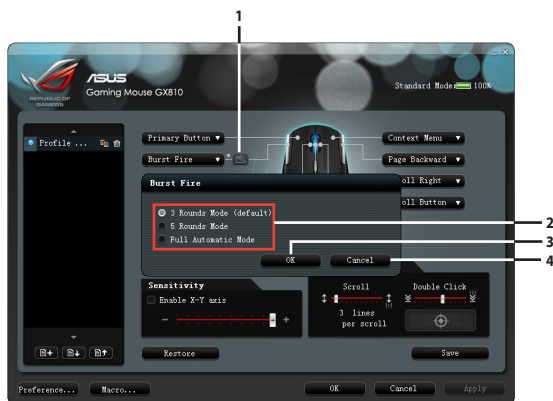 1
ASUS
Gaming Mouse GX810
REPUBLIC OF
GAMERS
Standard Mode: 100%
Profile ...
Primary Button
Context Menu
Burst Fire
Page Backward
Burst Fire
oll Right
3 Rounds Mode (default)
oll Button
5 Rounds Mode
2
Full Automatic Mode
3
OK
Cancel
4
Sensitivity
Enable X-Y axis
- +
Scroll
Double Click
3 lines
per scroll
Restore
Save
Preference...
Macro...
OK
Cancel
Apply